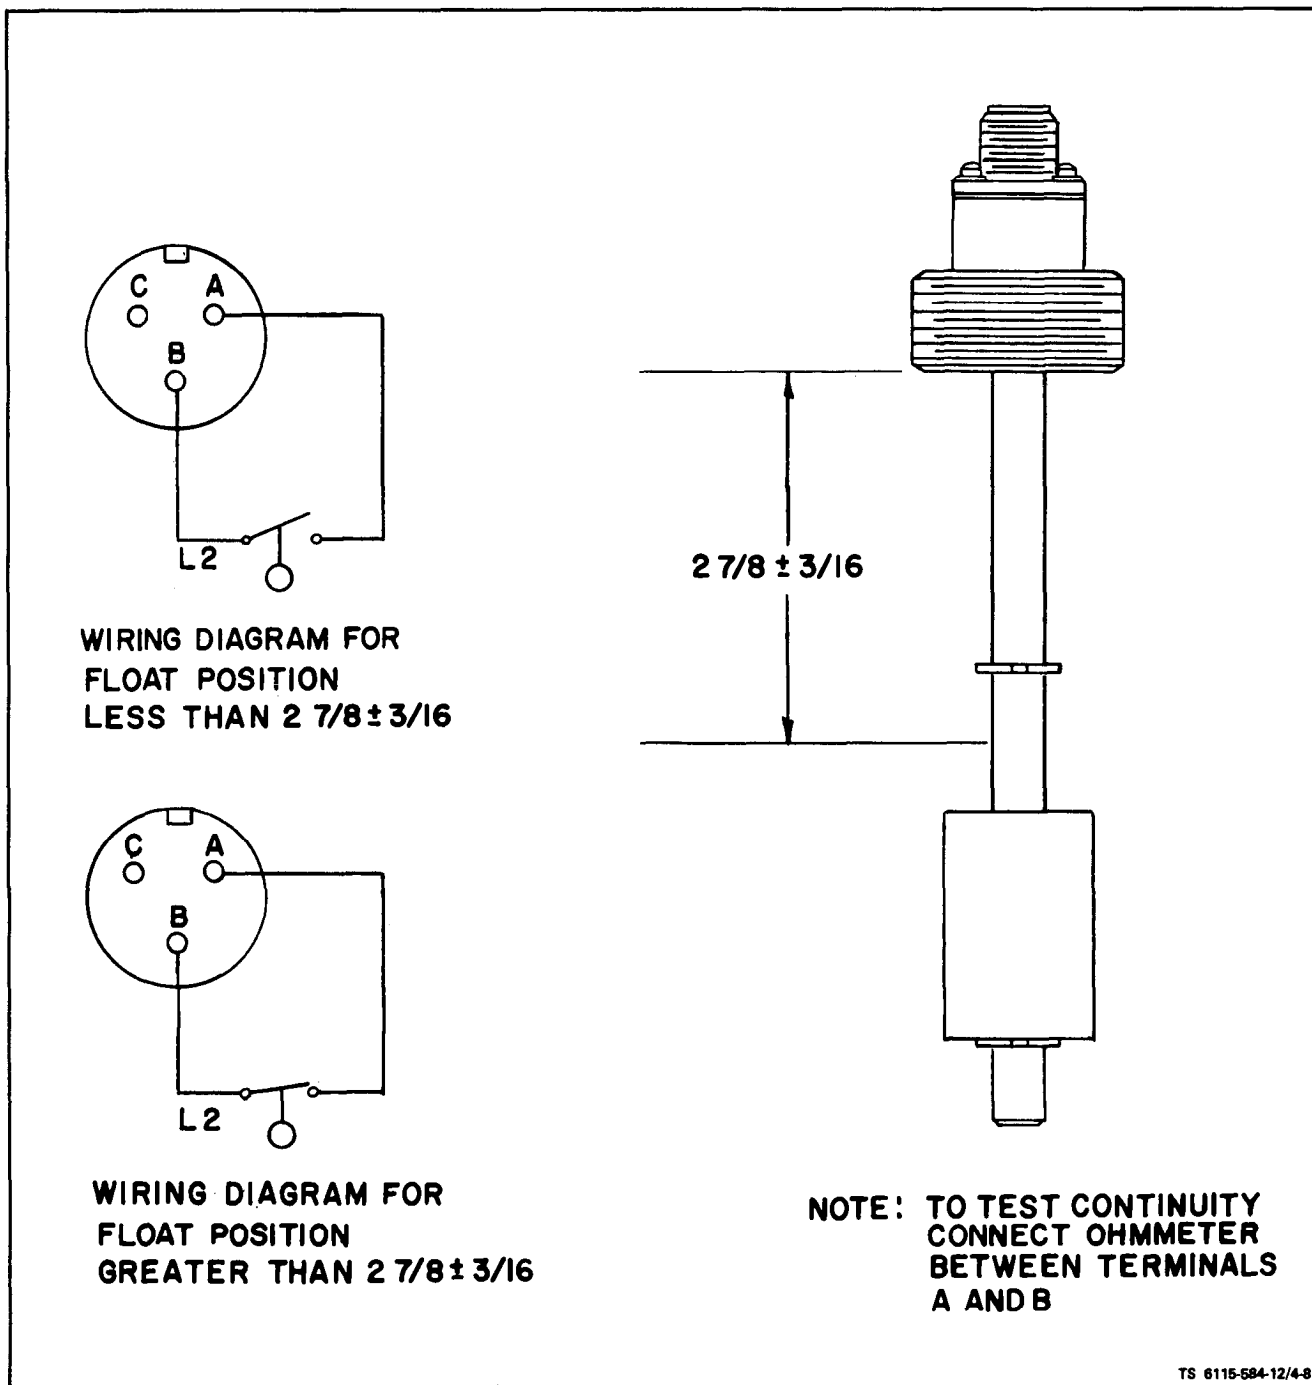 C A
B
L2
WIRING DIAGRAM FOR
FLOAT POSITION
LESS THAN 2 7/8 ± 3/16
2 7/8 ± 3/16
C A
B
L2
WIRING DIAGRAM FOR
FLOAT POSITION
GREATER THAN 2 7/8 ± 3/16
NOTE: TO TEST CONTINUITY
CONNECT OHMMETER
BETWEEN TERMINALS
A AND B
TS 6115-584-12/4-8